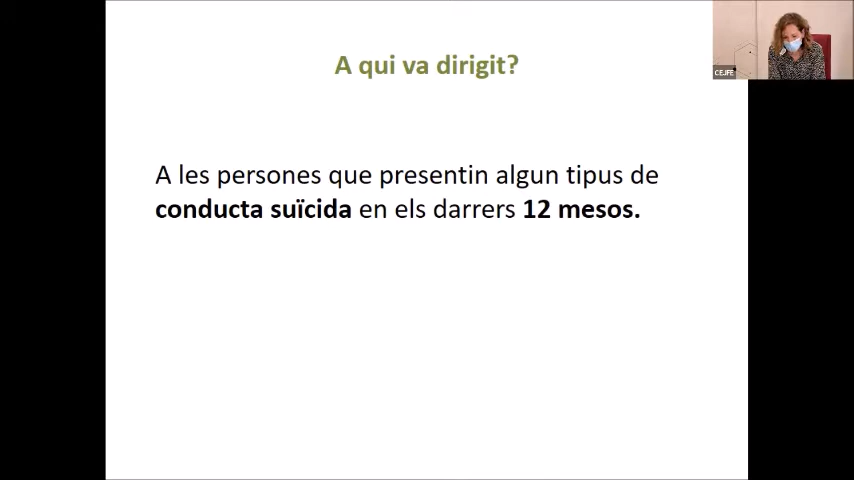 A qui va dirigit?
A les persones que presentin algun tipus de
conducta suïcida en els darrers 12 mesos.
CEJFE